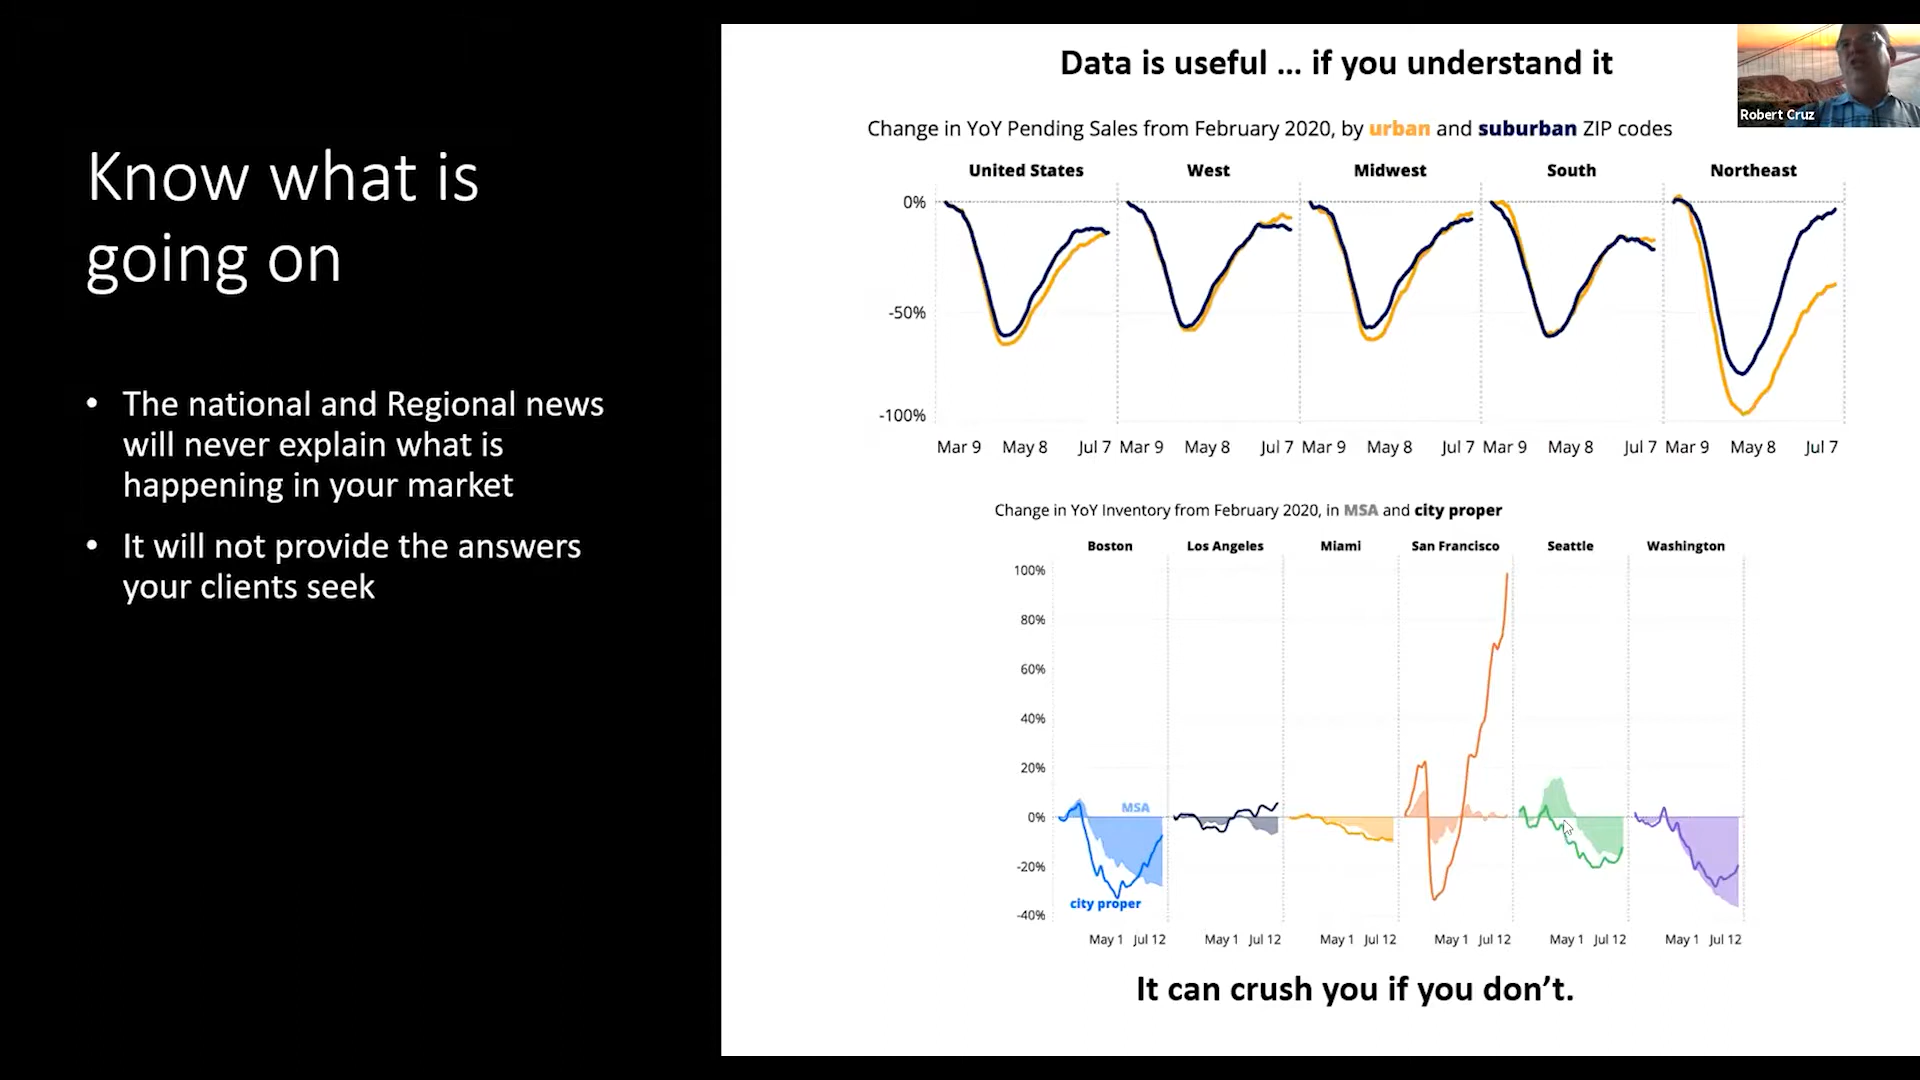 Know what is
going on
• The national and Regional news
will never explain what is
happening in your market
• It will not provide the answers
your clients seek
Data is useful ... if you understand it
Robert Cruz
Change in YoY Pending Sales from February 2020, by urban and suburban ZIP codes
United States West Midwest South Northeast
0%
-50%
-100%
Mar 9 May 8 Jul 7 Mar 9 May 8 Jul 7 Mar 9 May 8 Jul 7 Mar 9 May 8 Jul 7 Mar 9 May 8 Jul 7
Change in YoY Inventory from February 2020, in MSA and city proper
Boston Los Angeles Miami San Francisco Seattle Washington
100%
80%
60%
40%
20%
MSA
0%
-20%
city proper
-40%
May 1 Jul 12 May 1 Jul 12 May 1 Jul 12 May 1 Jul 12 May 1 Jul 12 May 1 Jul 12
It can crush you if you don’t.